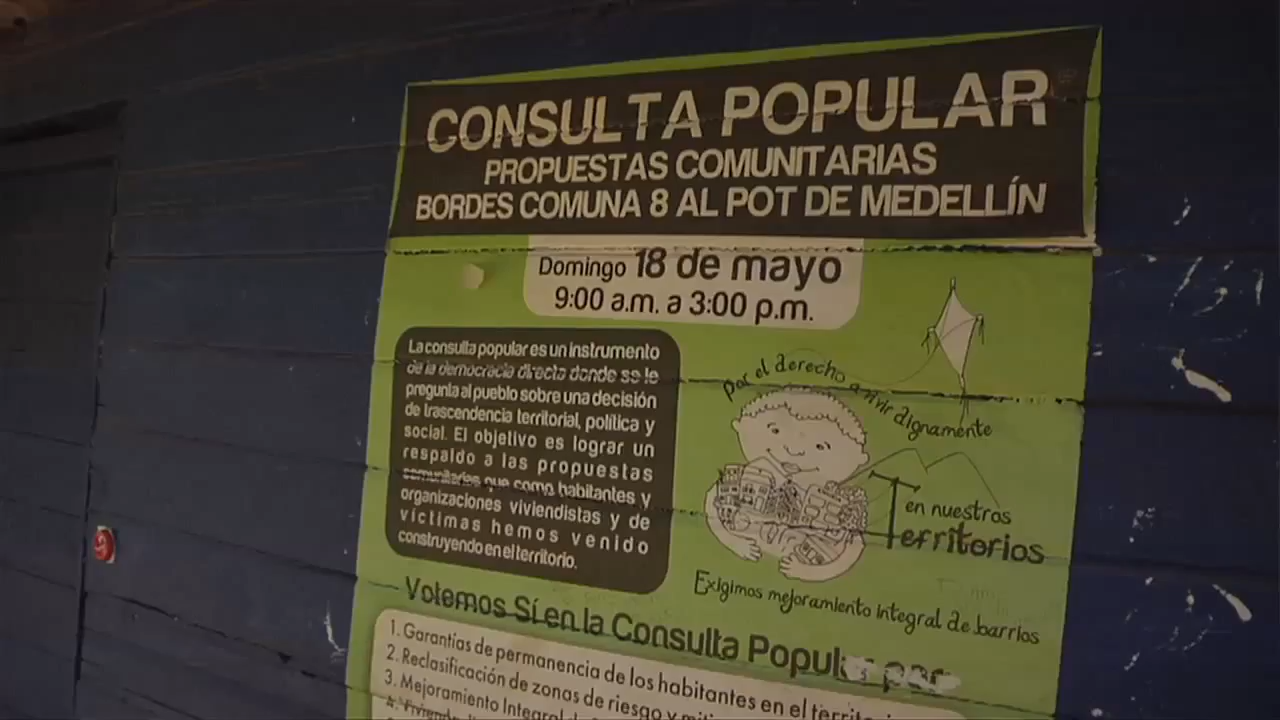 CONSULTA POPULAR
PROPUESTAS COMUNITARIAS
BORDES COMUNA 8 AL POT DE MEDELLÍN
Domingo 18 de mayo
9:00 a.m. a 3:00 p.m.
La consulta popular es un instrumento
de la democracia directa donde se le
pregunta al pueblo sobre una decisión
de trascendencia territorial, política y
social. El objetivo es lograr un
respaldo a las propuestas
comunitarias que como habitantes y
organizaciones viviendistas y de
víctimas hemos venido
construyendo en el territorio.
por el derecho a vivir dignamente
en nuestros
Territorios
Exigimos mejoramiento integral de barrios
Votemos Sí en la Consulta Popular por
1. Garantías de permanencia de los habitantes en el
2. Reclasificación de zonas de riesgo y
3. Mejoramiento Integral
4.